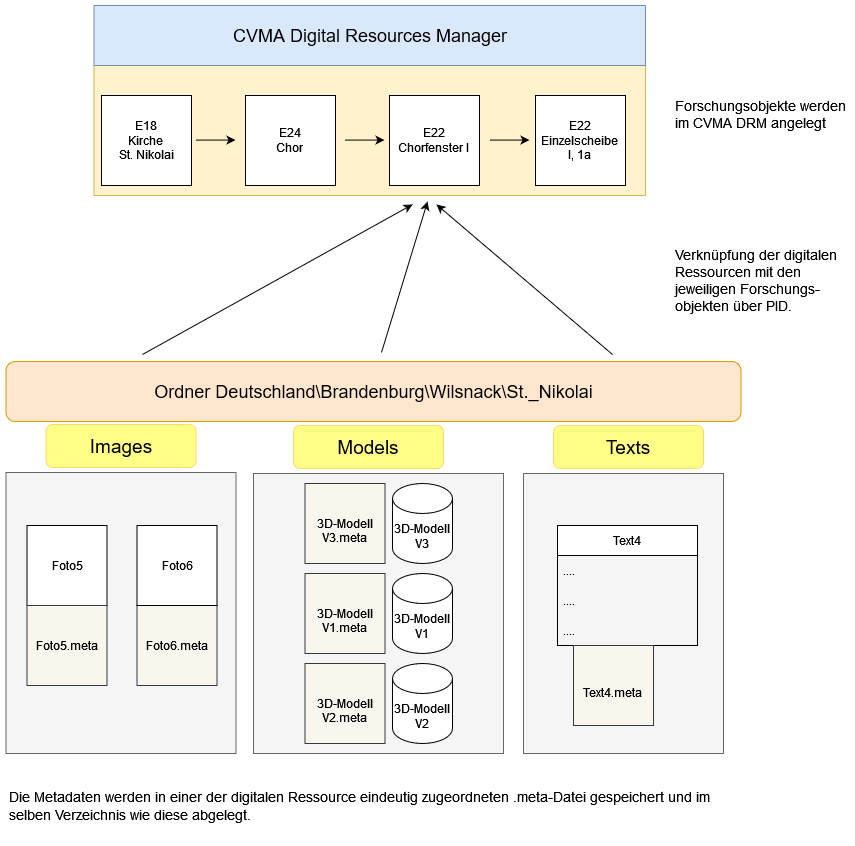 CVMA Digital Resources Manager
E18
Kirche
St. Nikolai
E24
Chor
E22
Chorfenster I
E22
Einzelscheibe
I, 1a
Forschungsobjekte werden
im CVMA DRM angelegt
Verknüpfung der digitalen
Ressourcen mit den
jeweiligen Forschungs-
objekten über PID.
Ordner Deutschland\Brandenburg\Wilsnack\St._Nikolai
Images
Models
Texts
Foto5
Foto5.meta
Foto6
Foto6.meta
3D-Modell
V3.meta
3D-Modell
V3
3D-Modell
V1.meta
3D-Modell
V1
3D-Modell
V2.meta
3D-Modell
V2
Text4
....
....
....
Text4.meta
Die Metadaten werden in einer der digitalen Ressource eindeutig zugeordneten .meta-Datei gespeichert und im
selben Verzeichnis wie diese abgelegt.